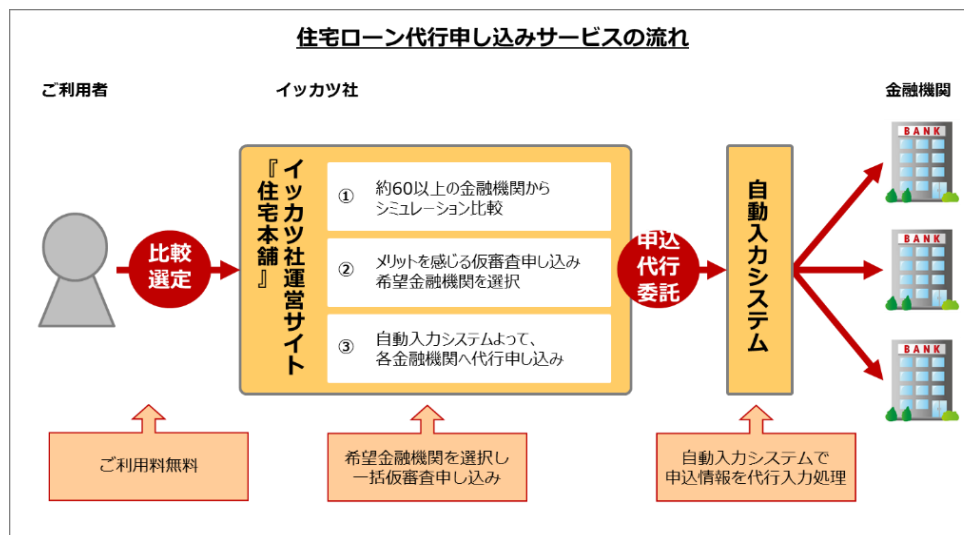 住宅ローン代行申し込みサービスの流れ
ご利用者
イッカツ社
金融機関
比較
選定
イッカツ社運営サイト
『住宅本舗』
① 約60以上の金融機関から
シミュレーション比較
② メリットを感じる仮審査申し込み
希望金融機関を選択
③ 自動入力システムよって、
各金融機関へ代行申し込み
申込
代行
委託
自動入力システム
BANK
BANK
BANK
ご利用料無料
希望金融機関を選択し
一括仮審査申し込み
自動入力システムで
申込情報を代行入力処理